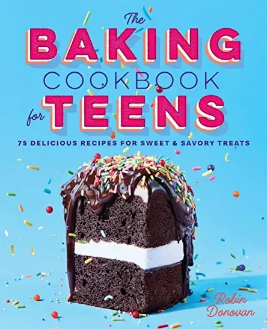 The
BAKING
COOKBOOK
for TEENS
75 DELICIOUS RECIPES FOR SWEET & SAVORY TREATS
Robin
Donovan